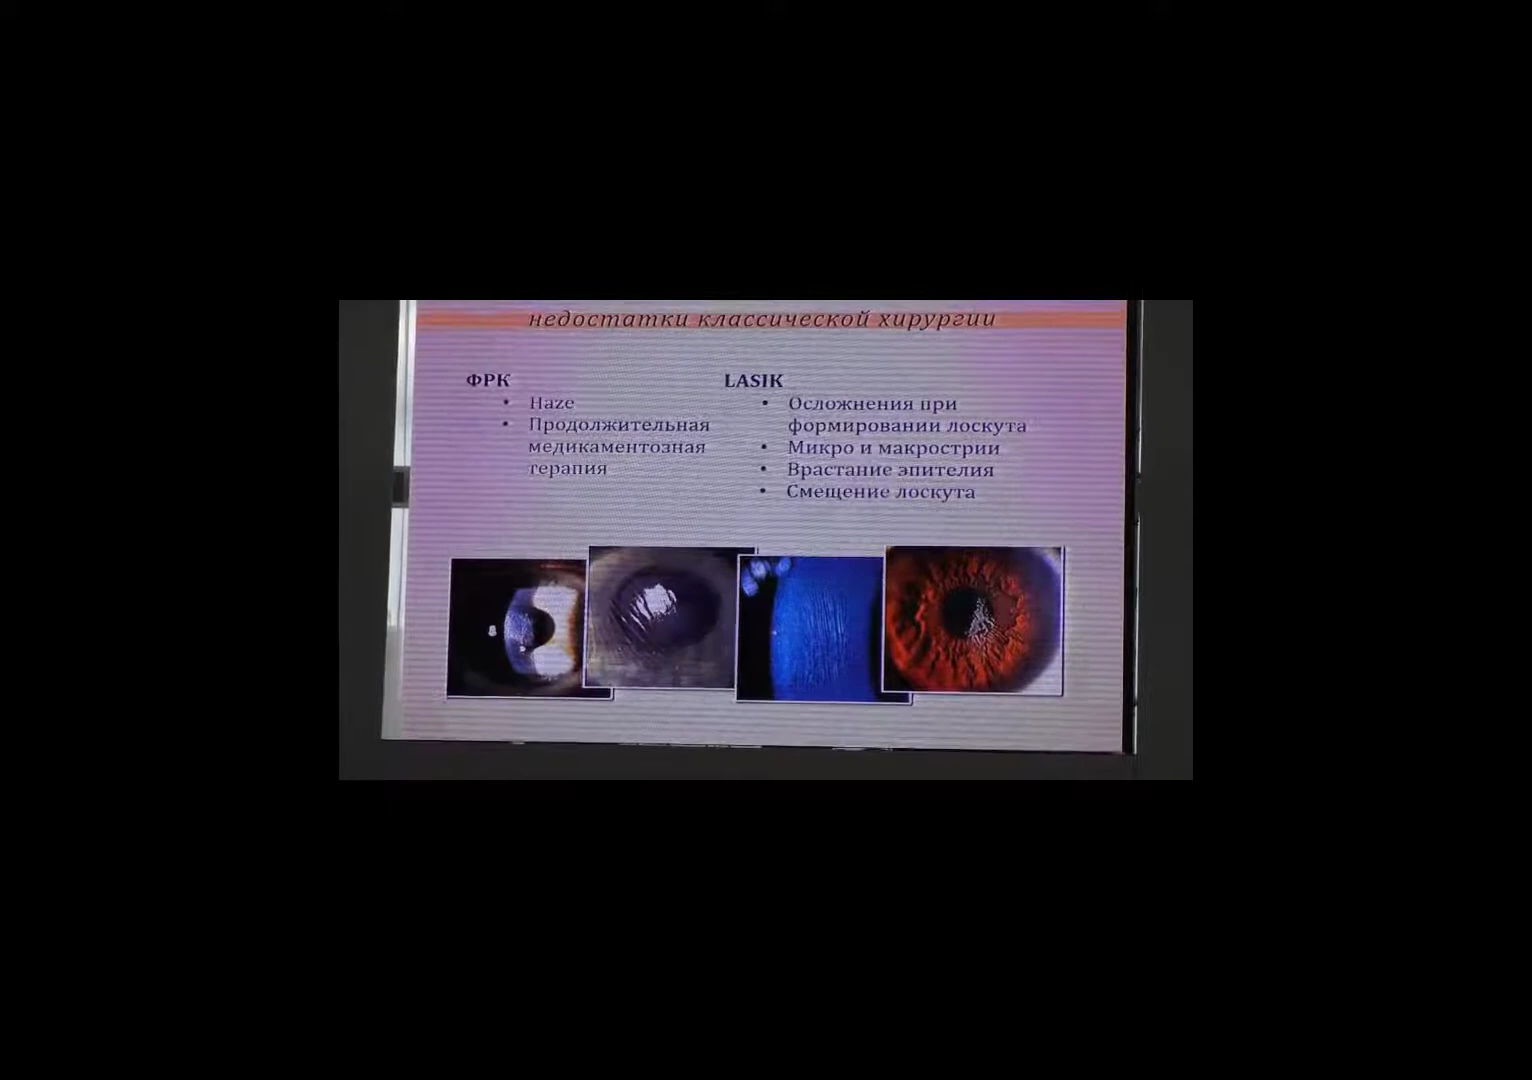 недостатки классической хирургии
ФРК
• Haze
• Продолжительная
медикаментозная
терапия
LASIK
• Осложнения при
формировании лоскута
• Микро и макрострии
• Врастание эпителия
• Смещение лоскута